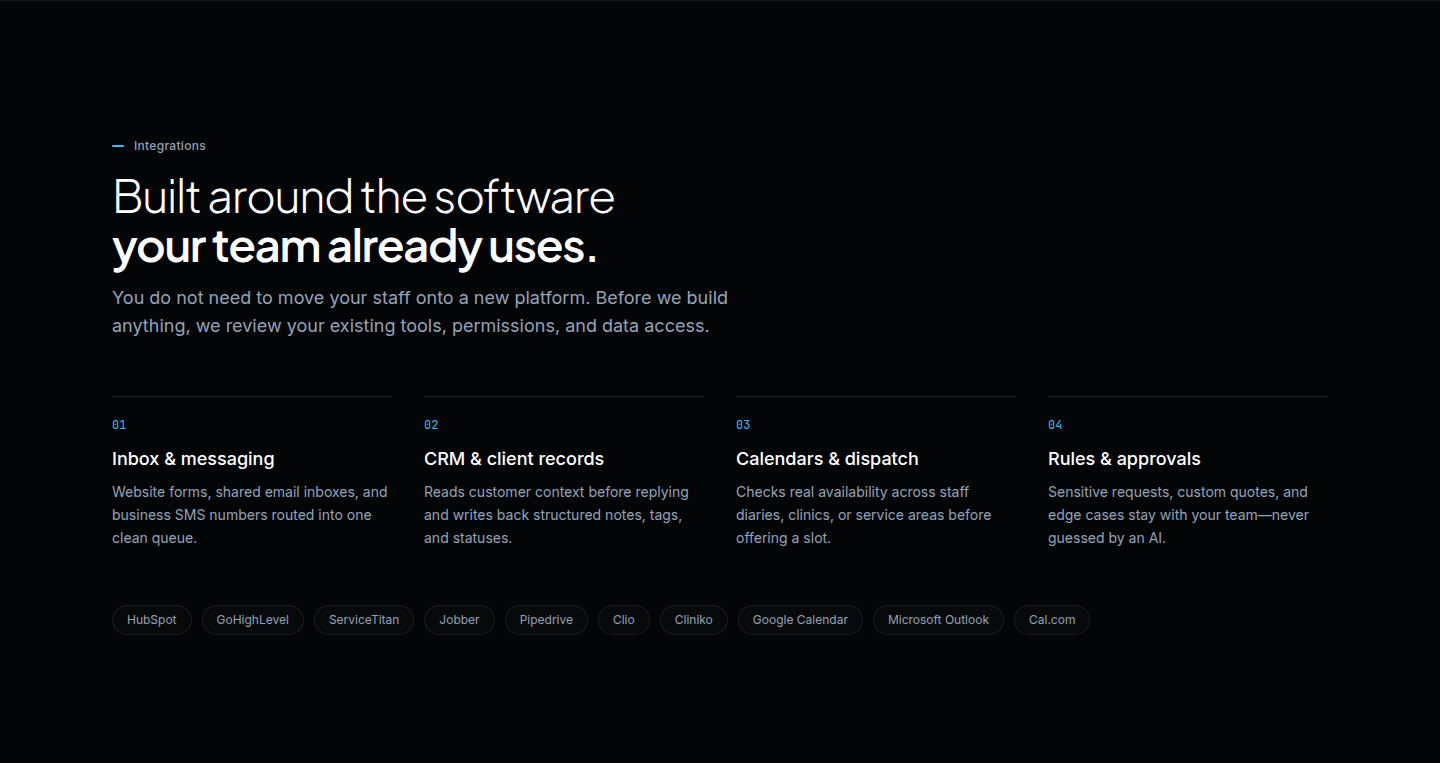 Integrations
Built around the software
your team already uses.
You do not need to move your staff onto a new platform. Before we build
anything, we review your existing tools, permissions, and data access.
01
Inbox & messaging
Website forms, shared email inboxes, and
business SMS numbers routed into one
clean queue.
02
CRM & client records
Reads customer context before replying
and writes back structured notes, tags,
and statuses.
03
Calendars & dispatch
Checks real availability across staff
diaries, clinics, or service areas before
offering a slot.
04
Rules & approvals
Sensitive requests, custom quotes, and
edge cases stay with your team—never
guessed by an AI.
HubSpot GoHighLevel ServiceTitan Jobber Pipedrive Clio Cliniko Google Calendar Microsoft Outlook Cal.com